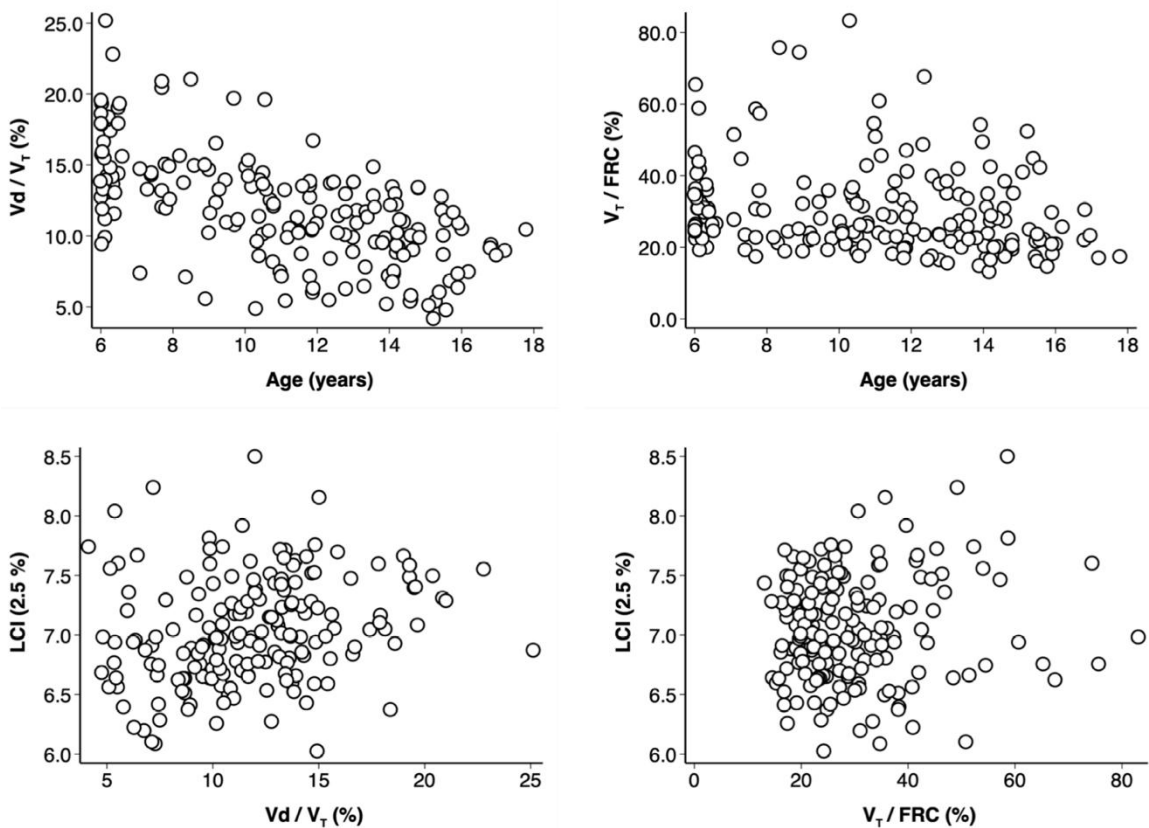 25.0
20.0
15.0
10.0
5.0
Vd / VT (%)
6 8 10 12 14 16 18
Age (years)
80.0
60.0
40.0
20.0
0.0
VT / FRC (%)
6 8 10 12 14 16 18
Age (years)
8.5
8.0
7.5
7.0
6.5
6.0
LCI (2.5 %)
5 10 15 20 25
Vd / VT (%)
8.5
8.0
7.5
7.0
6.5
6.0
LCI (2.5 %)
0 20 40 60 80
VT / FRC (%)